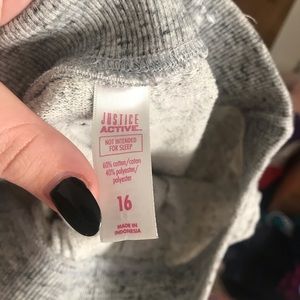 JUSTICE
ACTIVE
NOT INTENDED
FOR SLEEP
60% cotton/coton
40% polyester/
polyester
16
MADE IN
INDONESIA